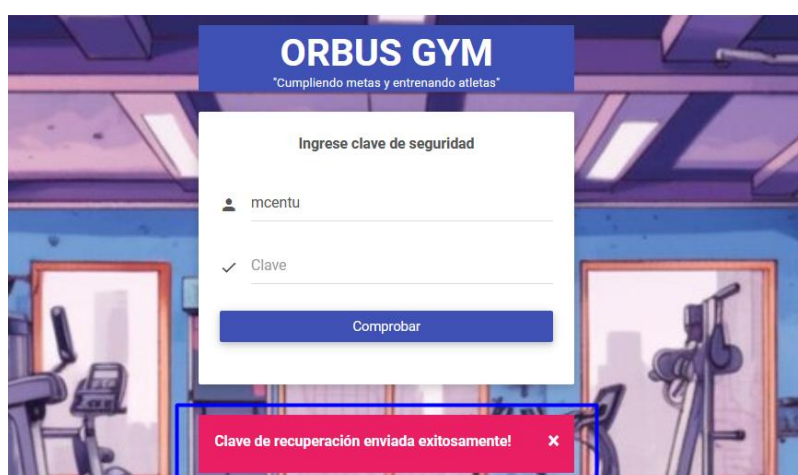 ORBUS GYM
"Cumpliendo metas y entrenando atletas"
Ingrese clave de seguridad
mcentu
Clave
Comprobar
Clave de recuperación enviada exitosamente! ×